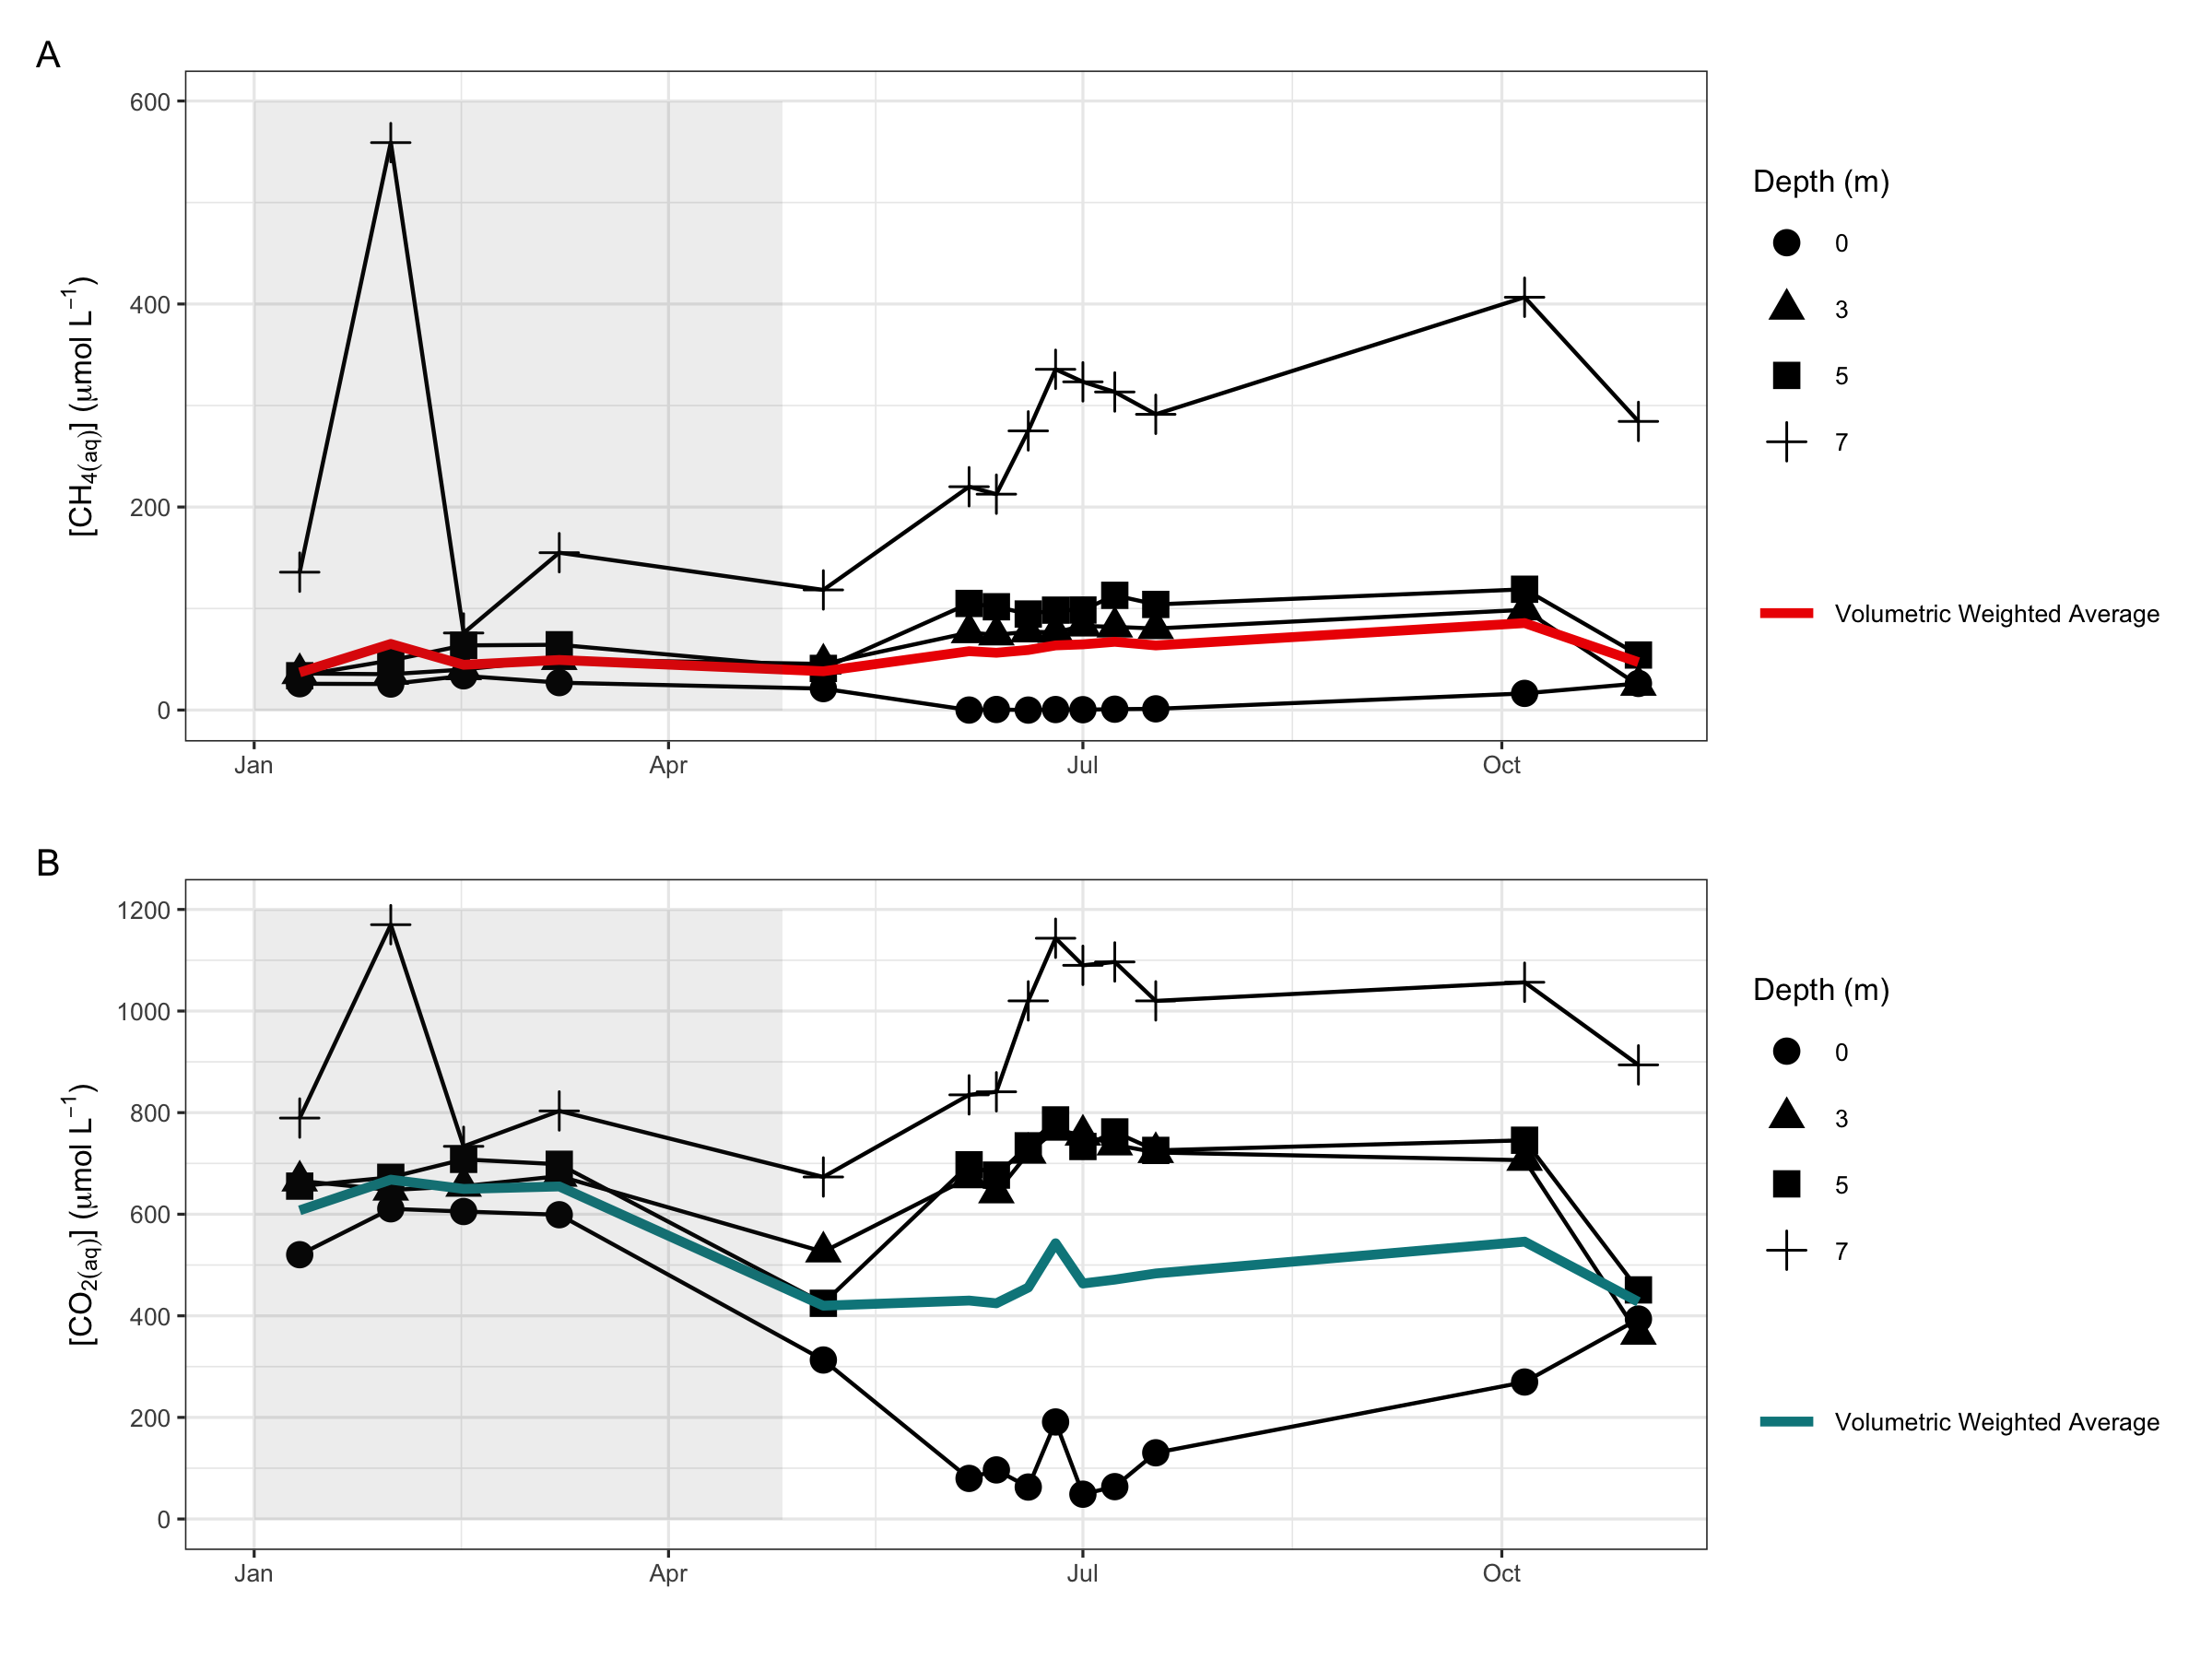 A
600
400
200
0
[CH4(aq)] (μmol L−1)
Jan Apr Jul Oct
Depth (m)
0
3
5
7
Volumetric Weighted Average
B
1200
1000
800
600
400
200
0
[CO2(aq)] (μmol L−1)
Jan Apr Jul Oct
Depth (m)
0
3
5
7
Volumetric Weighted Average